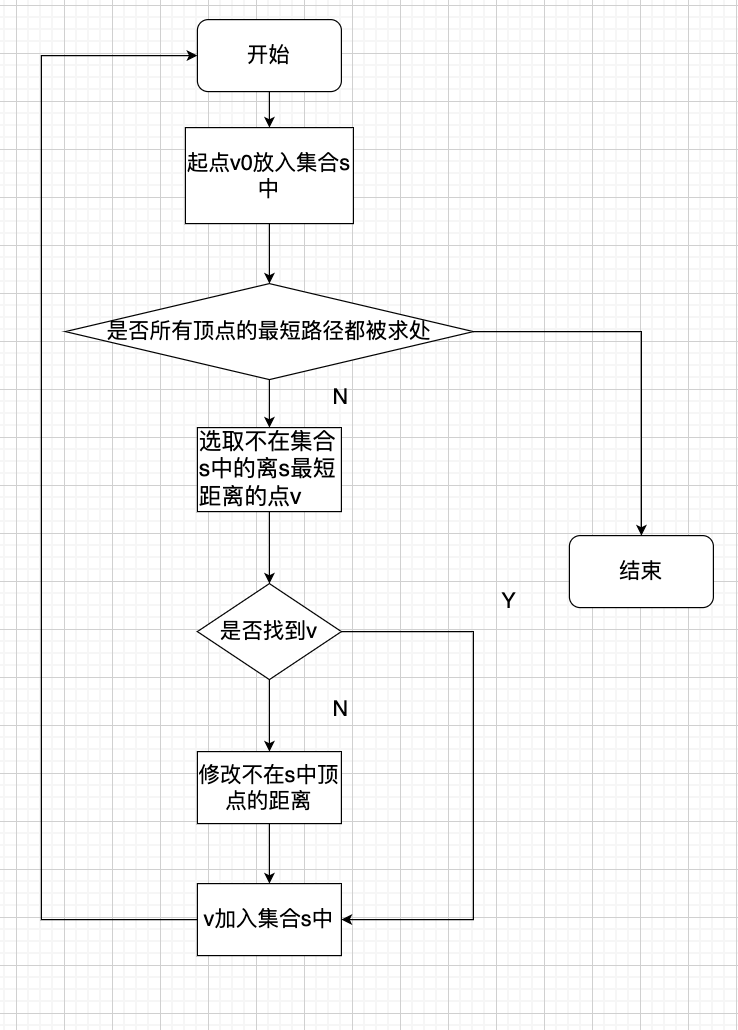 开始
起点v0放入集合s
中
是否所有顶点的最短路径都被求处
N
选取不在集合
s中的离s最短
距离的点v
结束
Y
是否找到v
N
修改不在s中顶
点的距离
v加入集合s中